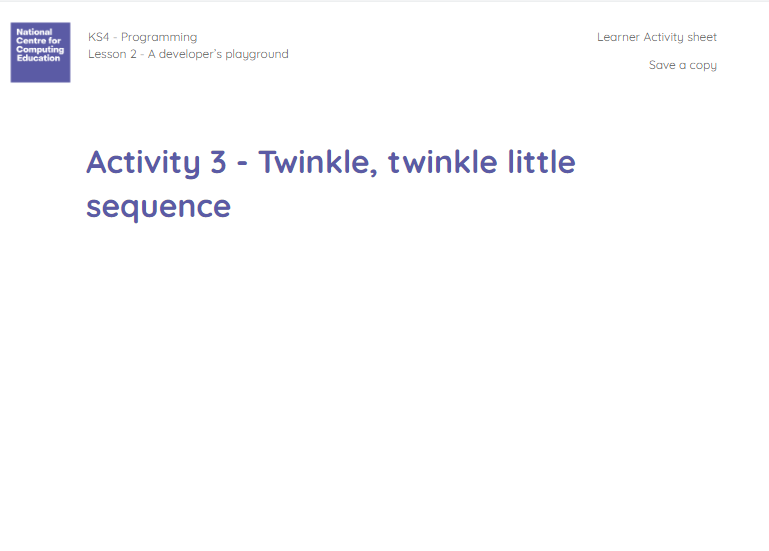 National
Centre for
Computing
Education
KS4 - Programming
Lesson 2 - A developer's playground
Learner Activity sheet
Save a copy
Activity 3 - Twinkle, twinkle little
sequence